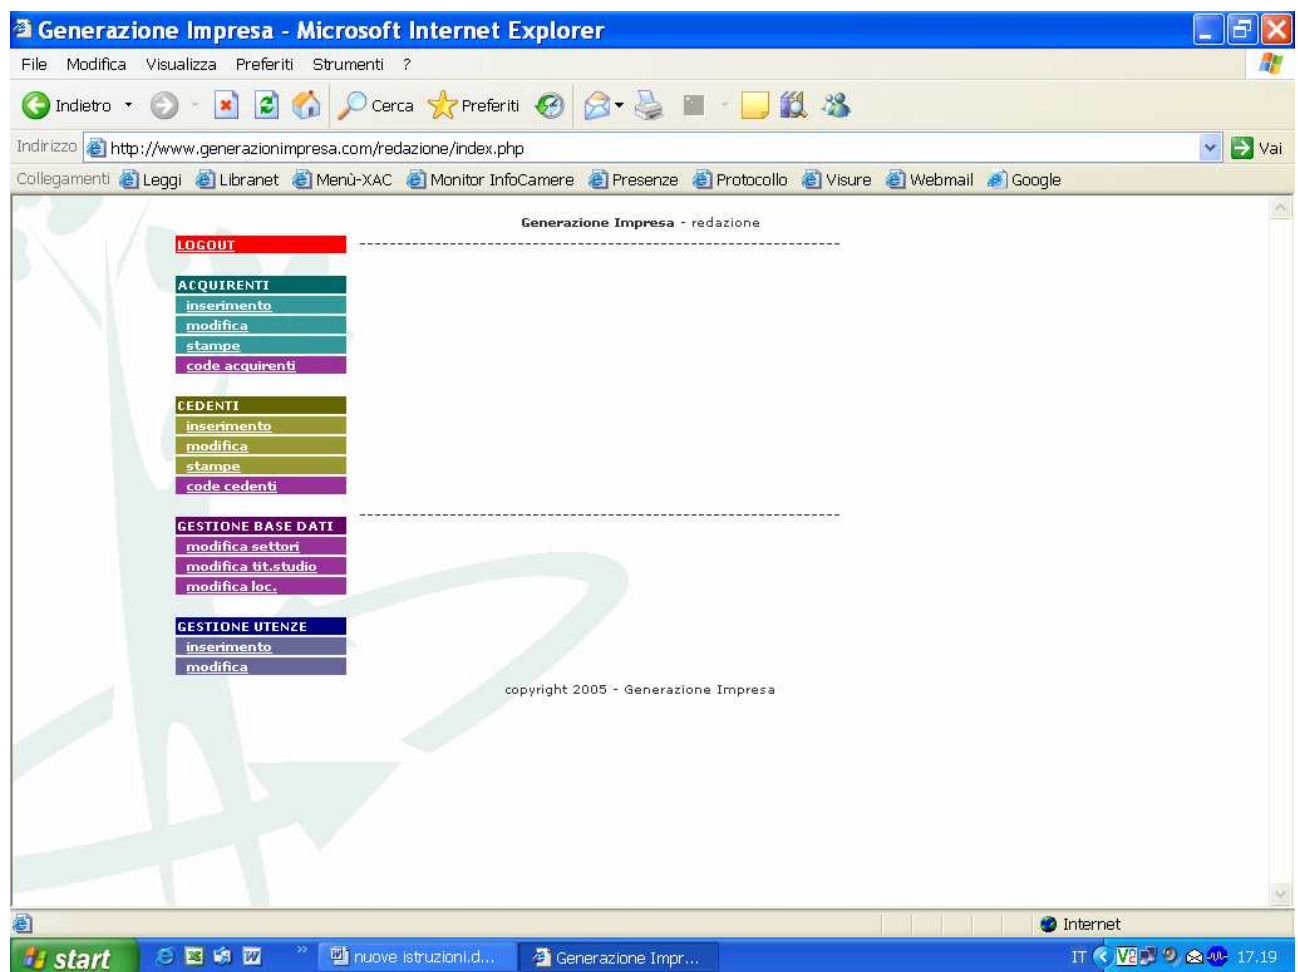 Generazione Impresa - Microsoft Internet Explorer
File Modifica Visualizza Preferiti Strumenti ?
Indietro Cerca Preferiti
Indirizzo http://www.generazionimpresa.com/redazione/index.php Vai
Collegamenti Leggi Libranet Menù-XAC Monitor InfoCamere Presenze Protocollo Visure Webmail Google
Generazione Impresa - redazione
LOGOUT
ACQUIRENTI
inserimento
modifica
stampe
code acquirenti
CEDENTI
inserimento
modifica
stampe
code cedenti
GESTIONE BASE DATI
modifica settori
modifica tit.studio
modifica loc.
GESTIONE UTENZE
inserimento
modifica
copyright 2005 - Generazione Impresa
Internet
start nuove istruzioni.d... Generazione Impr... IT 17.19